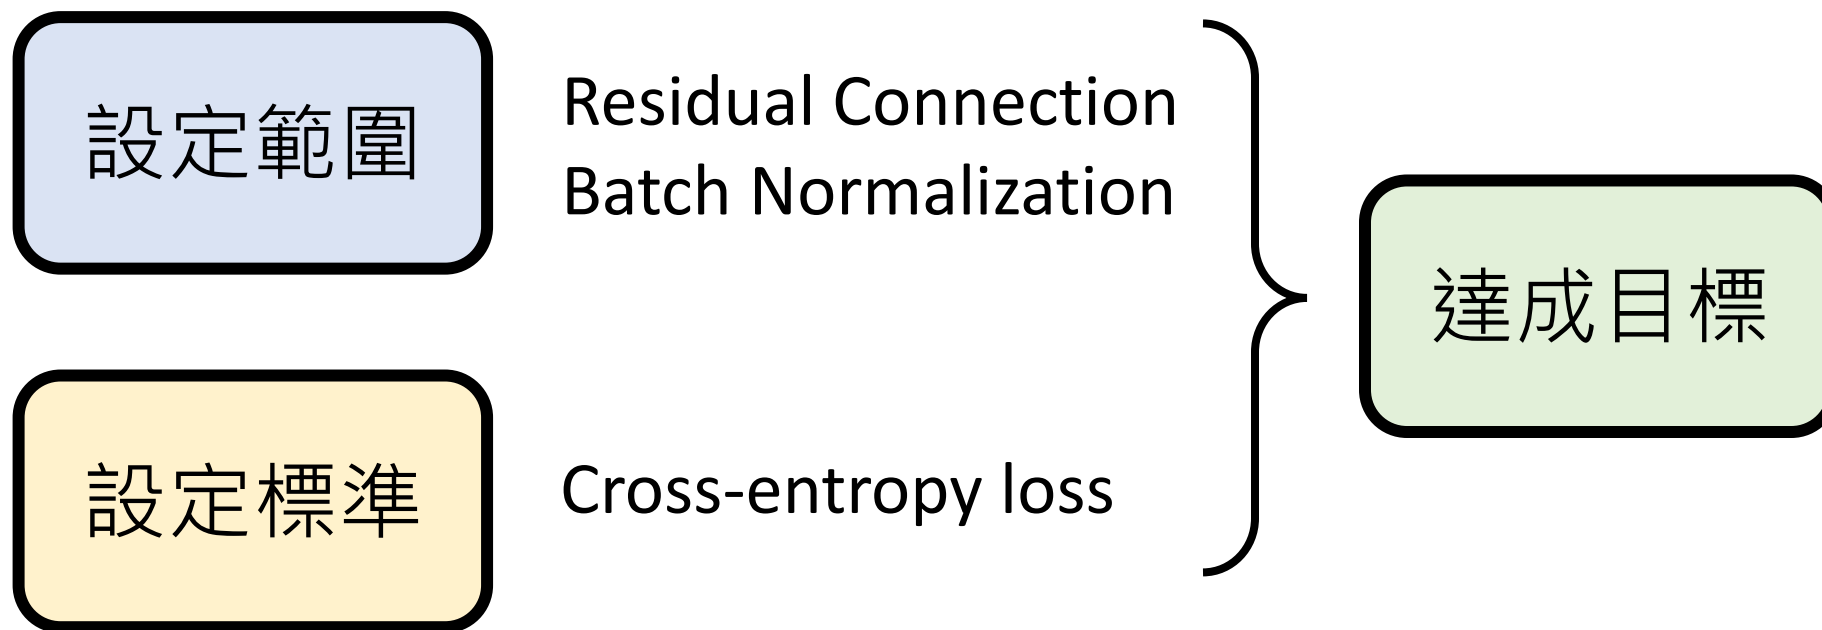 設定範圍
Residual Connection
Batch Normalization
達成目標
設定標準
Cross-entropy loss